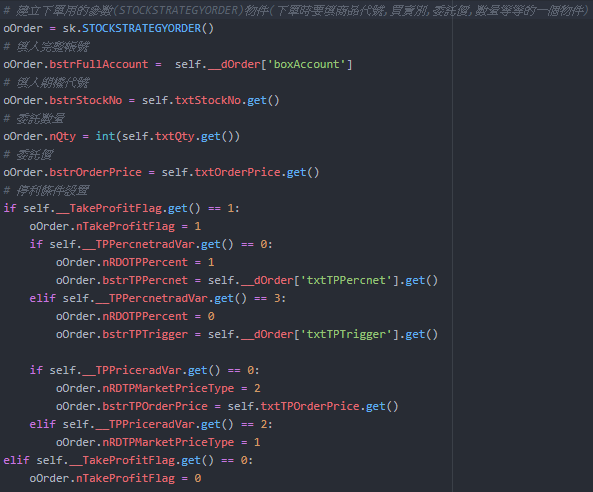 # 建立下單用的參數(STOCKSTRATEGYORDER)物件(下單時要填商品代號,買賣別,委託價,數量等等的一個物件)
oOrder = sk.STOCKSTRATEGYORDER()
# 填入完整帳號
oOrder.bstrFullAccount =  self.__dOrder['boxAccount']
# 填入期權代號
oOrder.bstrStockNo = self.txtStockNo.get()
# 委託數量
oOrder.nQty = int(self.txtQty.get())
# 委託價
oOrder.bstrOrderPrice = self.txtOrderPrice.get()
# 停利條件設置
if self.__TakeProfitFlag.get() == 1:
    oOrder.nTakeProfitFlag = 1
    if self.__TPPercnetradVar.get() == 0:
        oOrder.nRDOTPPercent = 1
        oOrder.bstrTPPercnet = self.__dOrder['txtTPPercnet'].get()
    elif self.__TPPercnetradVar.get() == 3:
        oOrder.nRDOTPPercent = 0
        oOrder.bstrTPTrigger = self.__dOrder['txtTPTrigger'].get()
    if self.__TPPriceradVar.get() == 0:
        oOrder.nRDTPMarketPriceType = 2
        oOrder.bstrTPOrderPrice = self.txtTPOrderPrice.get()
    elif self.__TPPriceradVar.get() == 2:
        oOrder.nRDTPMarketPriceType = 1
elif self.__TakeProfitFlag.get() == 0:
    oOrder.nTakeProfitFlag = 0